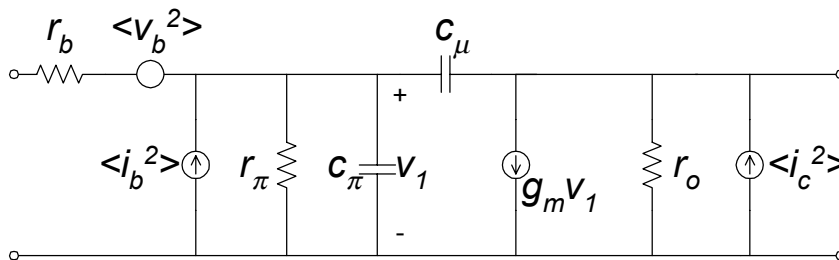 r_b <v_b^2> c_μ
+
<i_b^2> r_π c_π v_1 g_m v_1 r_o <i_c^2>
-